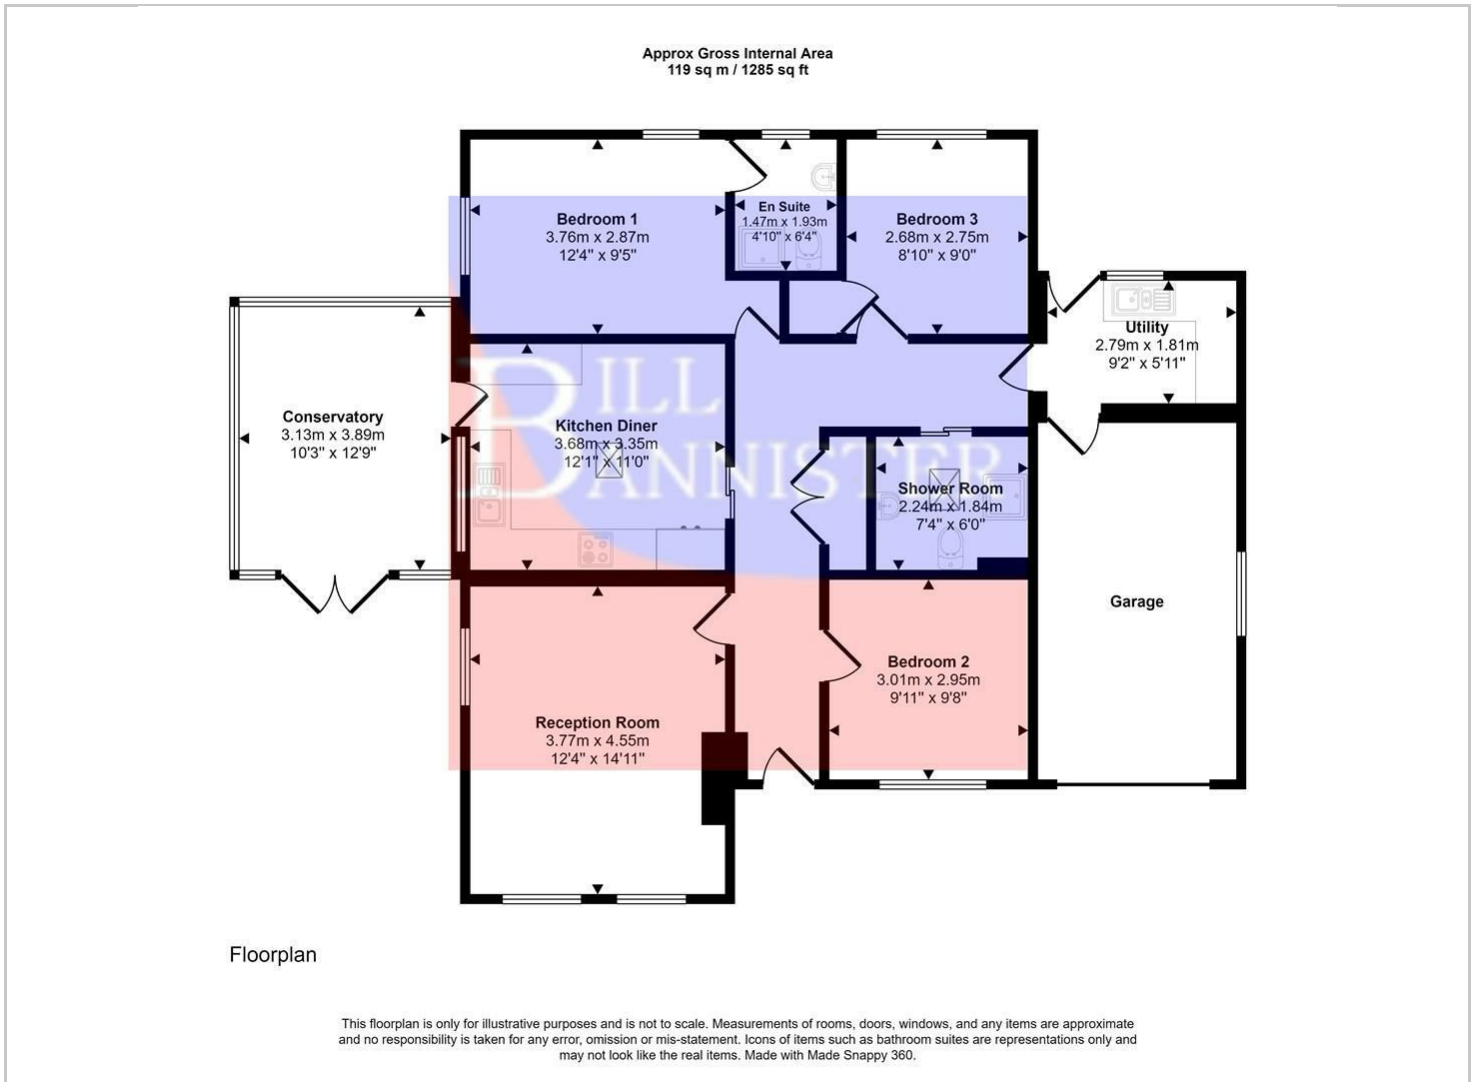 Approx Gross Internal Area
119 sq m / 1285 sq ft
Bedroom 1
3.76m x 2.87m
12'4" x 9'5"
En Suite
1.47m x 1.93m
4'10" x 6'4"
Bedroom 3
2.68m x 2.75m
8'10" x 9'0"
Utility
2.79m x 1.81m
9'2" x 5'11"
Conservatory
3.13m x 3.89m
10'3" x 12'9"
Kitchen Diner
3.68m x 3.35m
12'1" x 11'0"
BILL
BANNISTER
Shower Room
2.24m x 1.84m
7'4" x 6'0"
Garage
Bedroom 2
3.01m x 2.95m
9'11" x 9'8"
Reception Room
3.77m x 4.55m
12'4" x 14'11"
Floorplan
This floorplan is only for illustrative purposes and is not to scale. Measurements of rooms, doors, windows, and any items are approximate
and no responsibility is taken for any error, omission or mis-statement. Icons of items such as bathroom suites are representations only and
may not look like the real items. Made with Made Snappy 360.